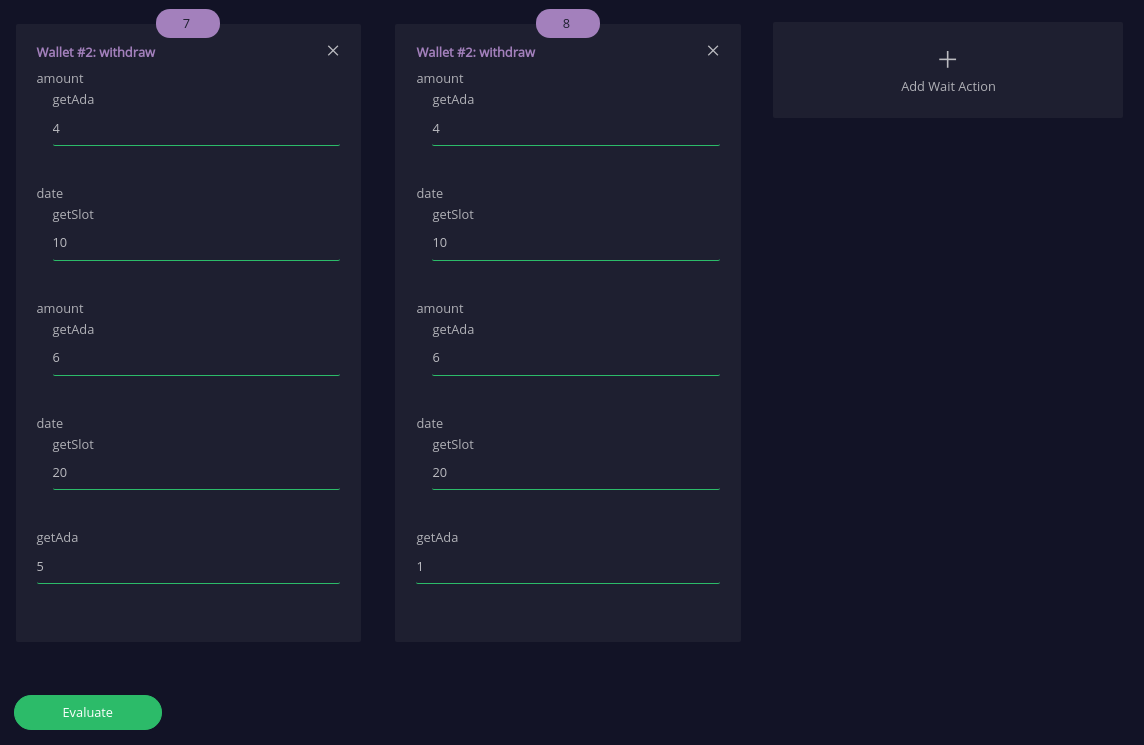 7
Wallet #2: withdraw
amount
getAda
4
date
getSlot
10
amount
getAda
6
date
getSlot
20
getAda
5
8
Wallet #2: withdraw
amount
getAda
4
date
getSlot
10
amount
getAda
6
date
getSlot
20
getAda
1
Add Wait Action
Evaluate